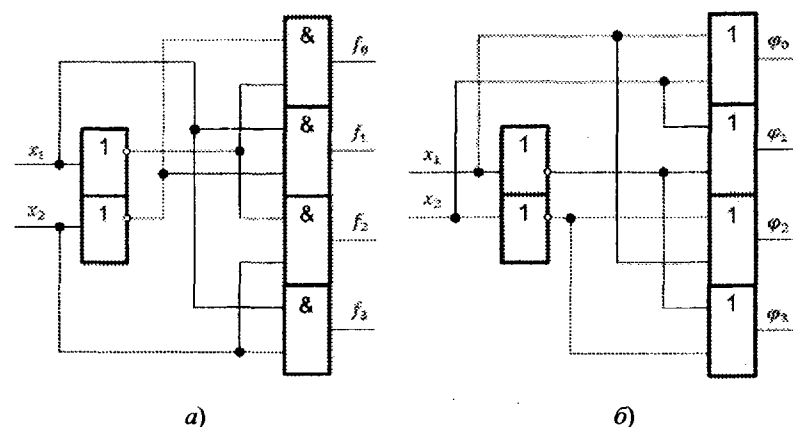 & f₀
& f₁
& f₂
& f₃
x₁ 1
x₂ 1
а)
1 φ₀
1 φ₁
1 φ₂
1 φ₃
x₁ 1
x₂ 1
б)